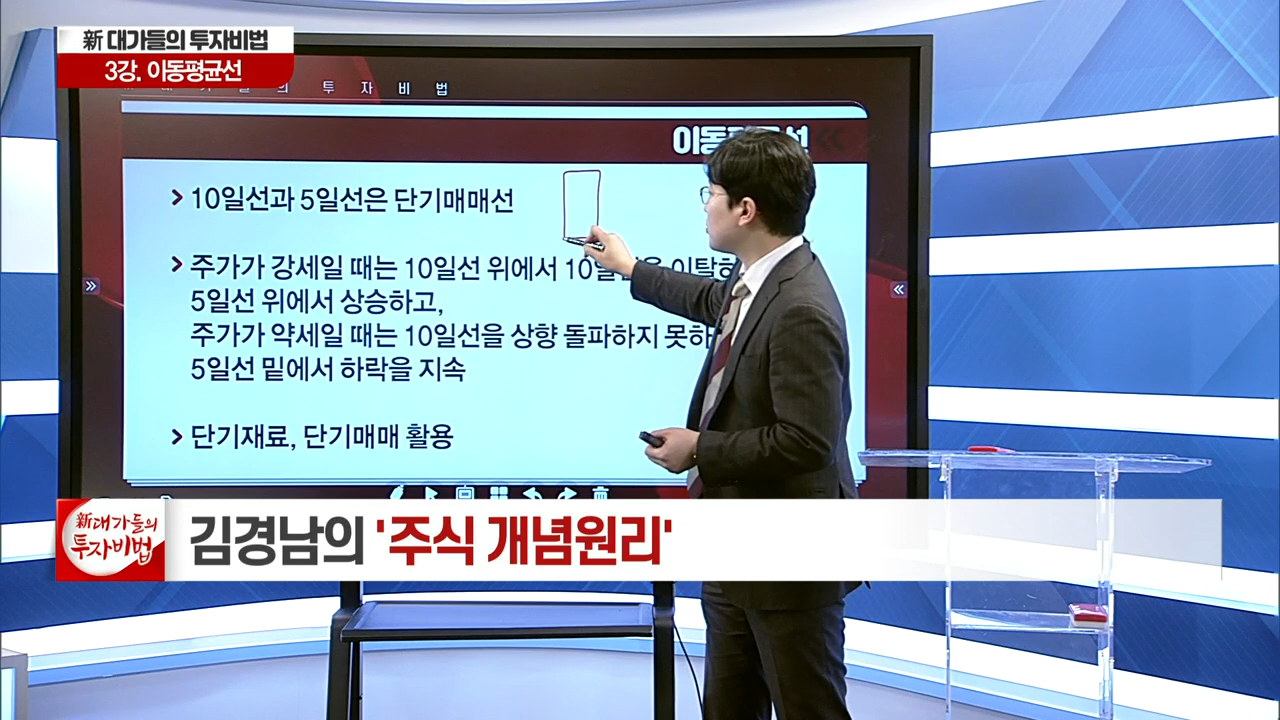 新 대가들의 투자비법
3강. 이동평균선
대 가 들 의 투 자 비 법
10일선과 5일선은 단기매매선
주가가 강세일 때는 10일선 위에서
5일선 위에서 상승하고,
주가가 약세일 때는 10일선을 상향 돌파하지
5일선 밑에서 하락을 지속
단기재료, 단기매매 활용
新대가들의
투자비법
김경남의 '주식 개념원리'